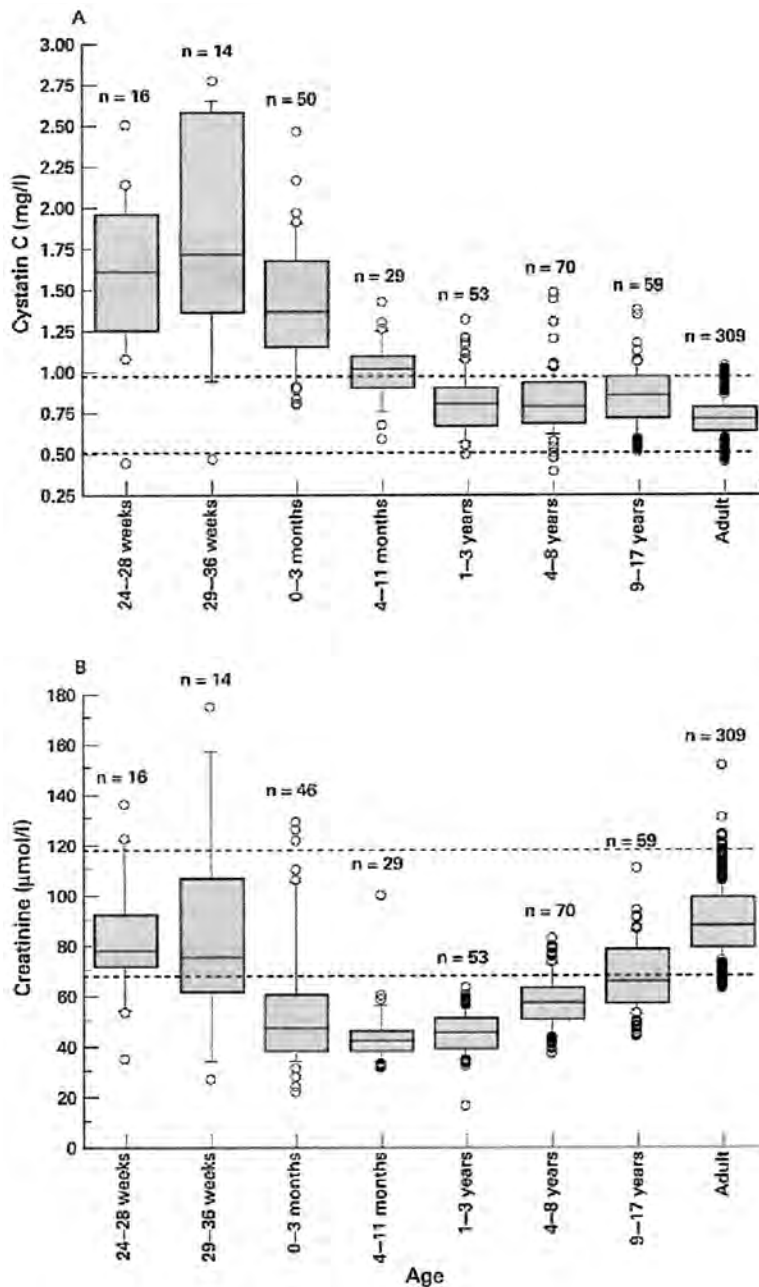 A
3.00
2.75
2.50
2.25
2.00
1.75
1.50
1.25
1.00
0.75
0.50
0.25
Cystatin C (mg/l)
n = 16
n = 14
n = 50
n = 29
n = 53
n = 70
n = 59
n = 309
24–28 weeks
29–36 weeks
0–3 months
4–11 months
1–3 years
4–8 years
9–17 years
Adult
B
180
160
140
120
100
80
60
40
20
0
Creatinine (μmol/l)
n = 16
n = 14
n = 46
n = 29
n = 53
n = 70
n = 59
n = 309
24–28 weeks
29–36 weeks
0–3 months
4–11 months
1–3 years
4–8 years
9–17 years
Adult
Age